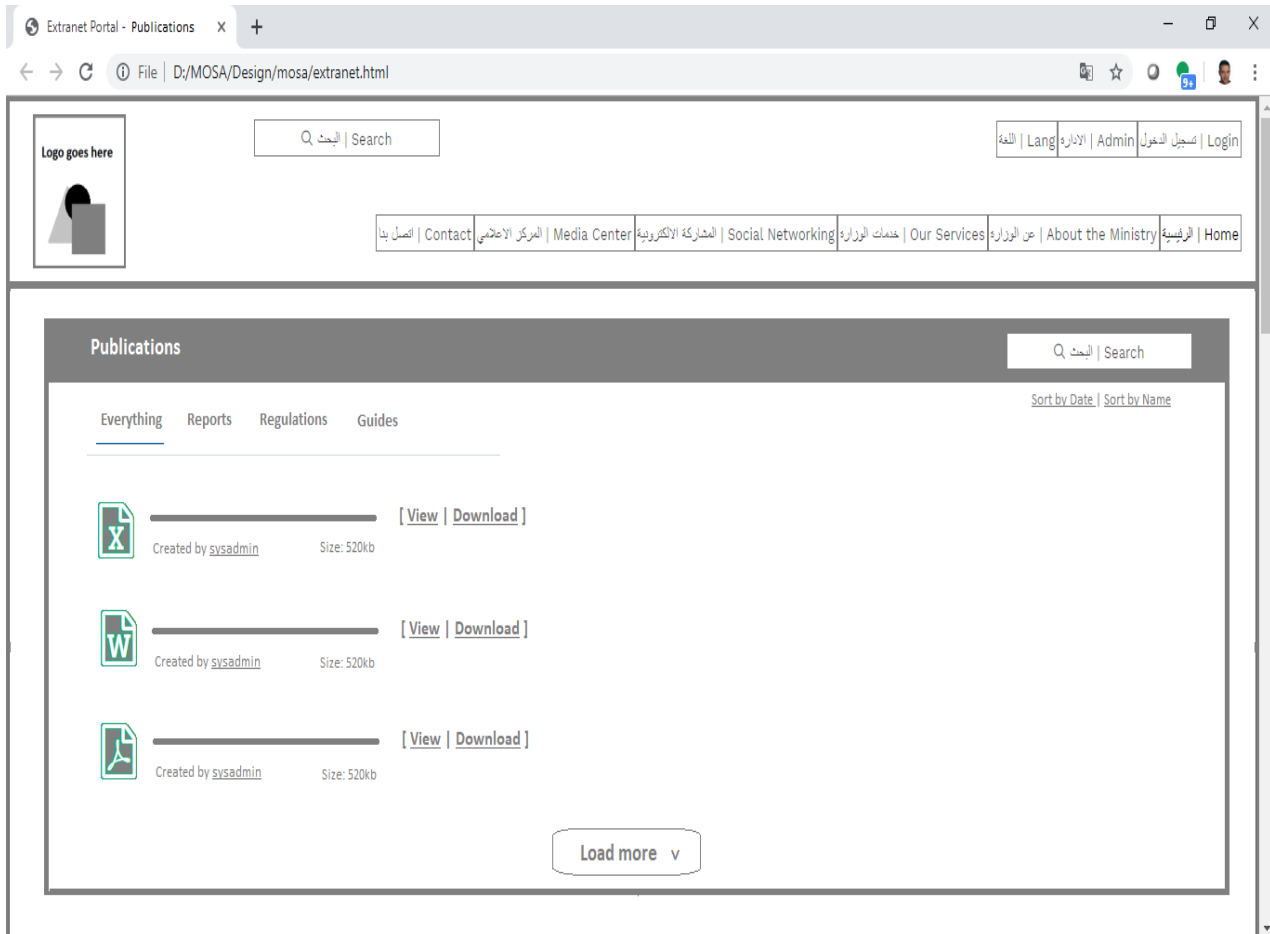 Extranet Portal - Publications X +
File | D:/MOSA/Design/mosa/extranet.html
9+
Logo goes here
البحث | Search
اللغة | Lang
الادارة | Admin
تسجيل الدخول | Login
اتصل بنا | Contact
المركز الاعلامي | Media Center
المشاركة الالكترونية | Social Networking
خدمات الوزارة | Our Services
عن الوزارة | About the Ministry
الرئيسية | Home
Publications
البحث | Search
Sort by Date | Sort by Name
Everything Reports Regulations Guides
X
[ View | Download ]
Created by sysadmin Size: 520kb
W
[ View | Download ]
Created by sysadmin Size: 520kb
[ View | Download ]
Created by sysadmin Size: 520kb
Load more v